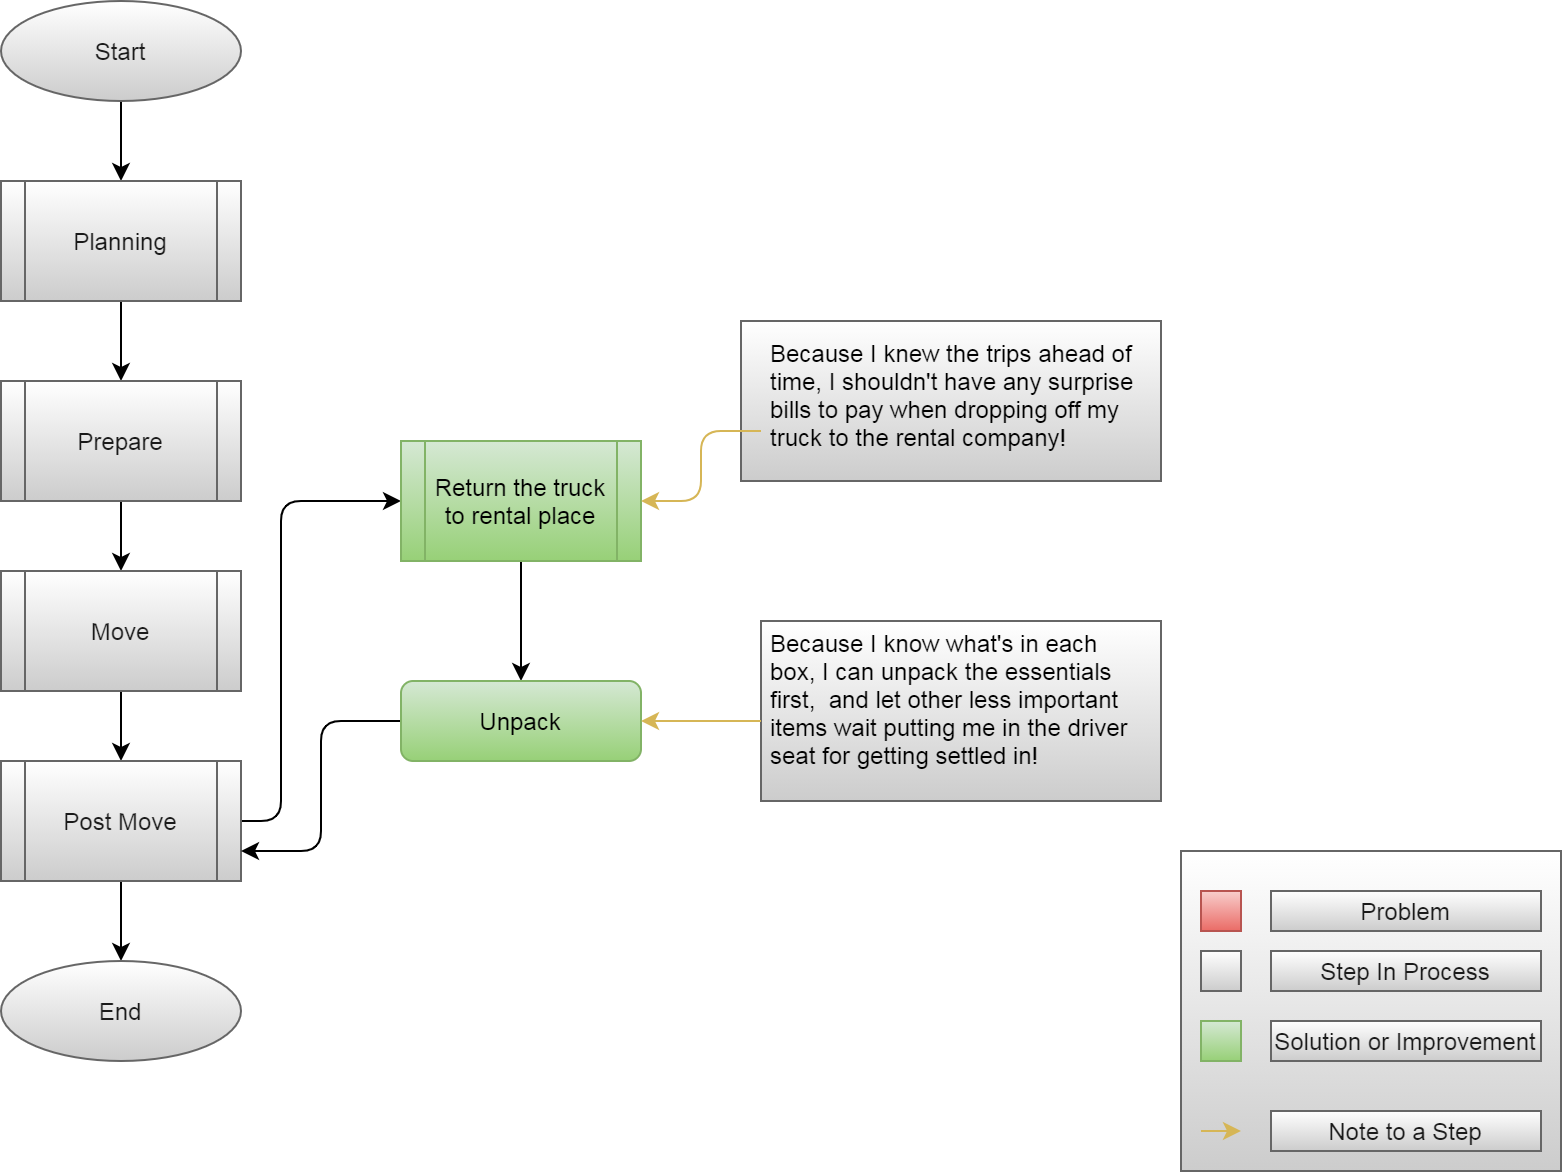 Start
Planning
Prepare
Move
Post Move
End
Return the truck
to rental place
Unpack
Because I knew the trips ahead of
time, I shouldn't have any surprise
bills to pay when dropping off my
truck to the rental company!
Because I know what's in each
box, I can unpack the essentials
first,  and let other less important
items wait putting me in the driver
seat for getting settled in!
Problem
Step In Process
Solution or Improvement
Note to a Step